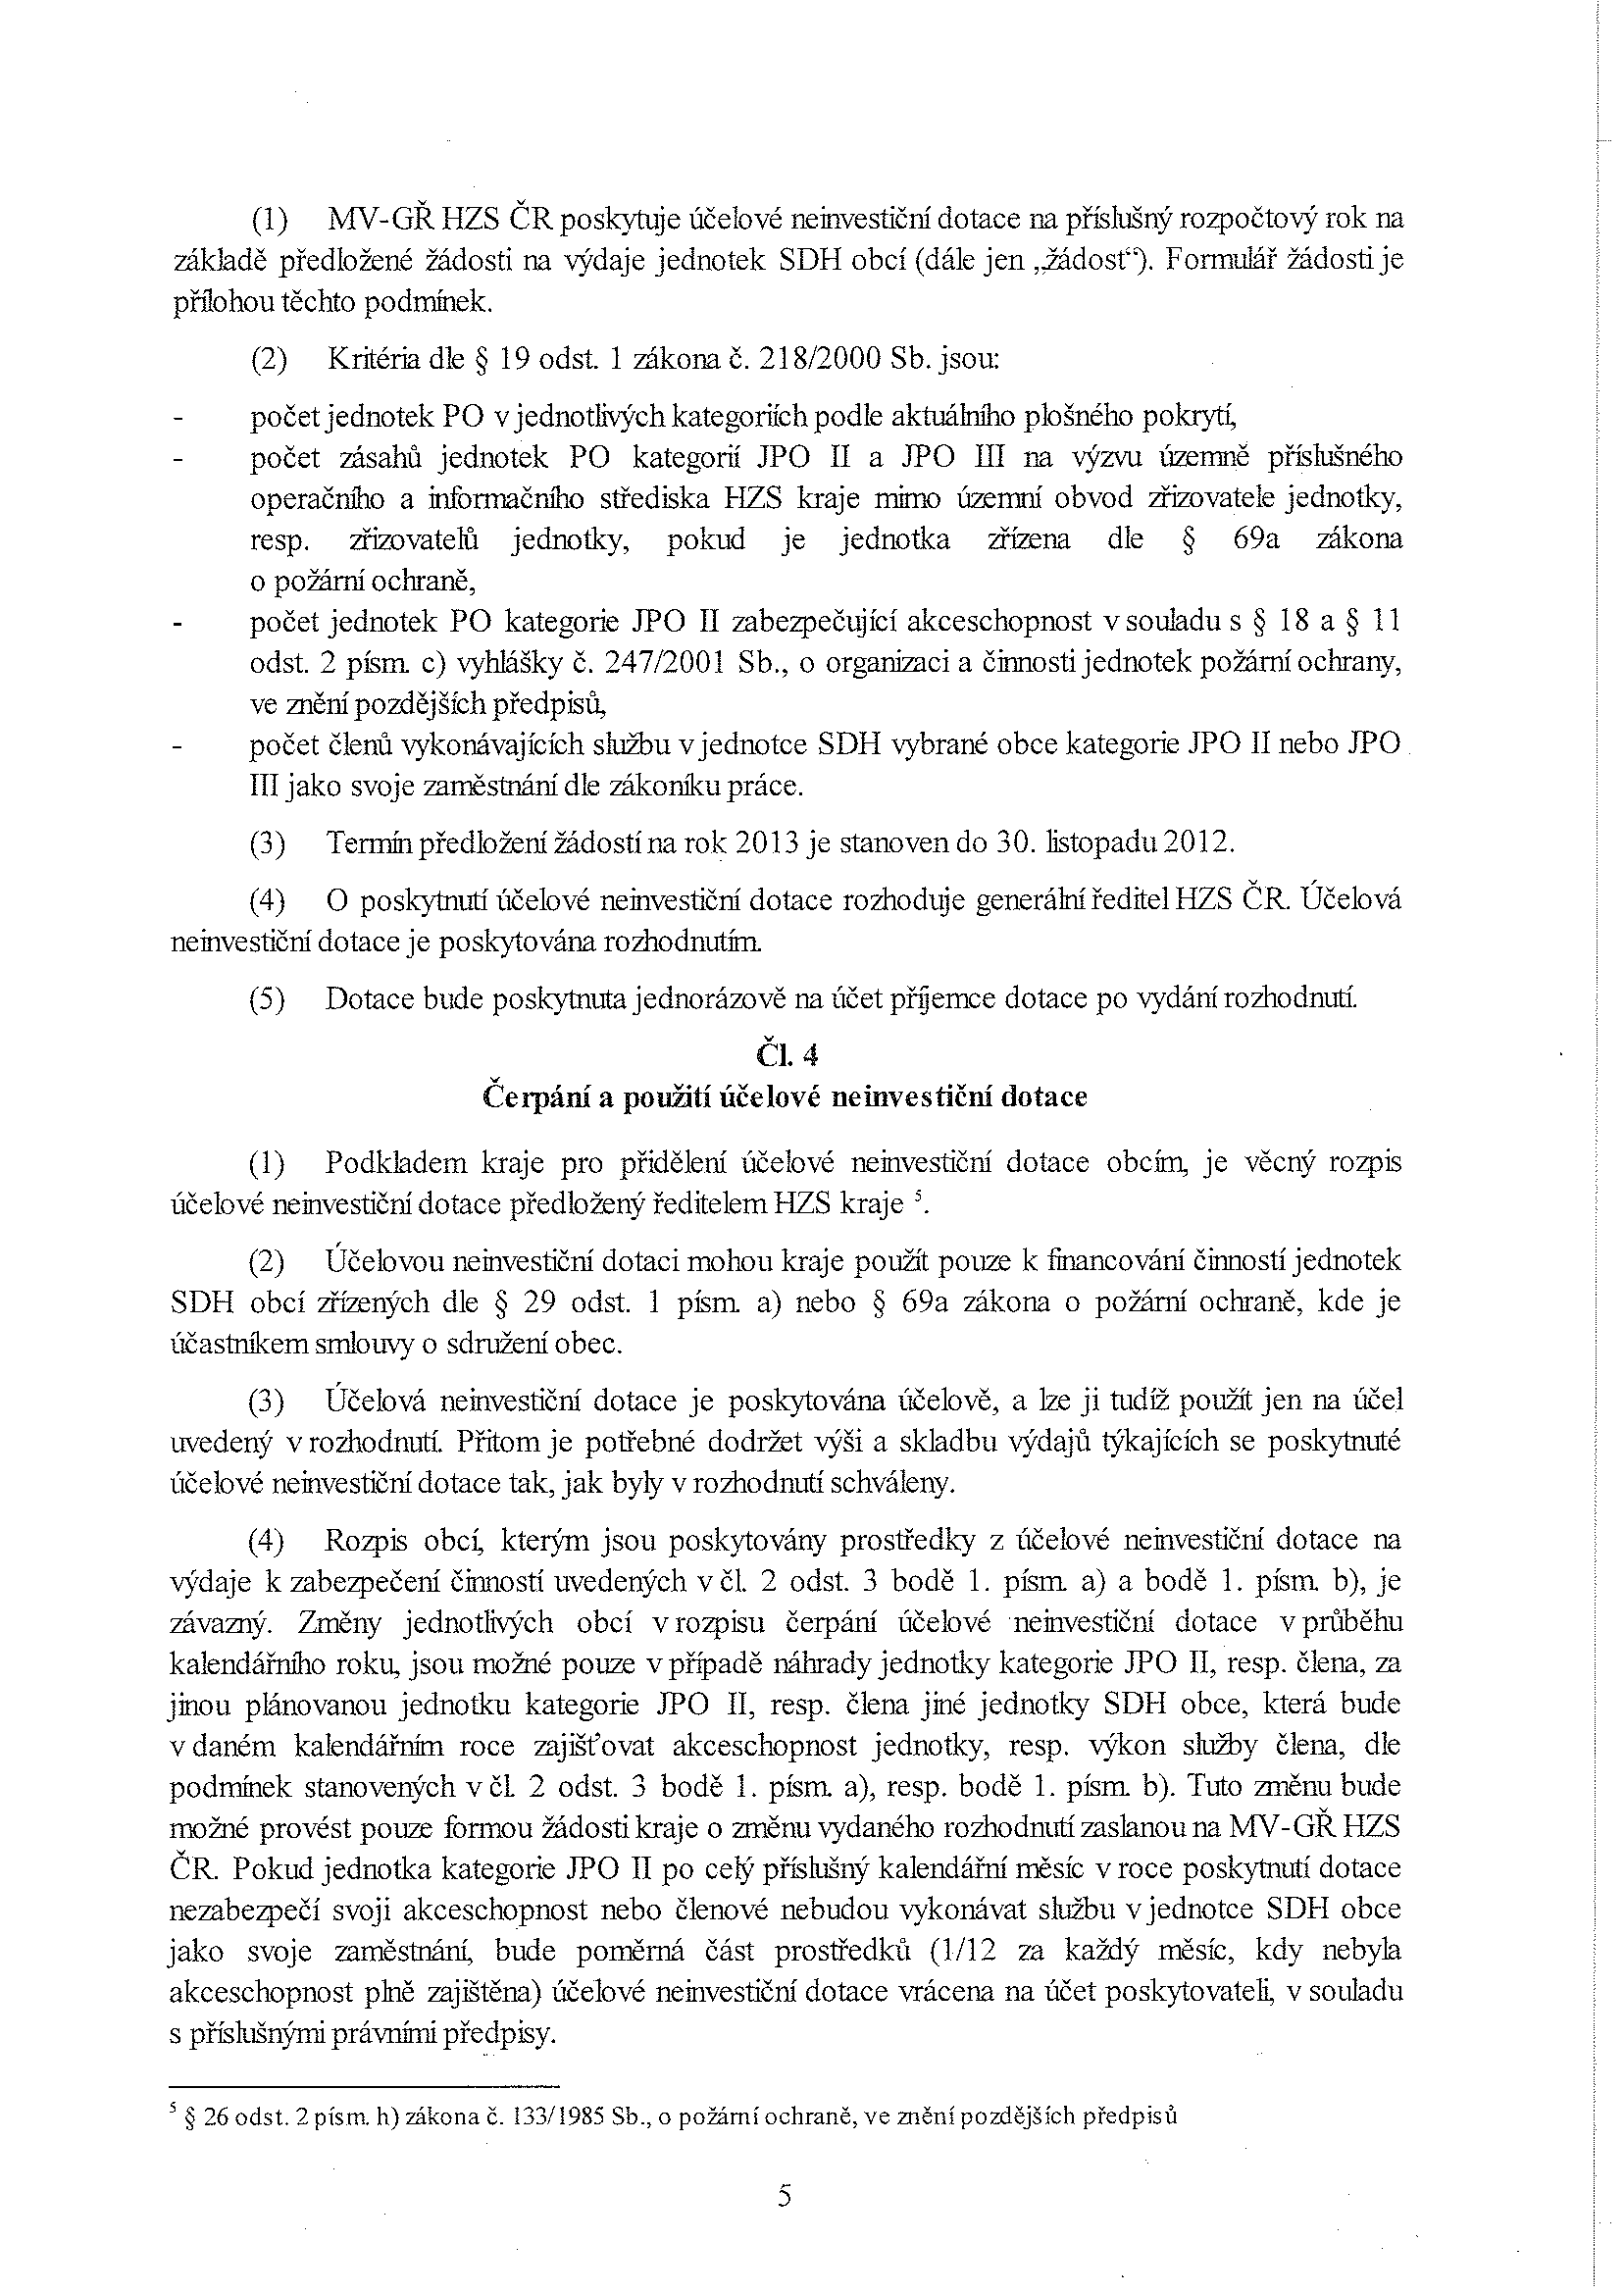 (1) MV-GŘ HZS ČR poskytuje účelové neinvestiční dotace na příslušný rozpočtový rok na
základě předložené žádosti na výdaje jednotek SDH obcí (dále jen „žádost“). Formulář žádosti je
přílohou těchto podmínek.
(2) Kritéria dle § 19 odst. 1 zákona č. 218/2000 Sb. jsou:
- počet jednotek PO v jednotlivých kategoriích podle aktuálního plošného pokrytí,
- počet zásahů jednotek PO kategorií JPO II a JPO III na výzvu územně příslušného
operačního a informačního střediska HZS kraje mimo územní obvod zřizovatele jednotky,
resp. zřizovatelů jednotky, pokud je jednotka zřízena dle § 69a zákona
o požární ochraně,
- počet jednotek PO kategorie JPO II zabezpečující akceschopnost v souladu s § 18 a § 11
odst. 2 písm. c) vyhlášky č. 247/2001 Sb., o organizaci a činnosti jednotek požární ochrany,
ve znění pozdějších předpisů,
- počet členů vykonávajících službu v jednotce SDH vybrané obce kategorie JPO II nebo JPO
III jako svoje zaměstnání dle zákoníku práce.
(3) Termín předložení žádostí na rok 2013 je stanoven do 30. listopadu 2012.
(4) O poskytnutí účelové neinvestiční dotace rozhoduje generální ředitel HZS ČR. Účelová
neinvestiční dotace je poskytována rozhodnutím.
(5) Dotace bude poskytnuta jednorázově na účet příjemce dotace po vydání rozhodnutí.
Čl. 4
Čerpání a použití účelové neinvestiční dotace
(1) Podkladem kraje pro přidělení účelové neinvestiční dotace obcím, je věcný rozpis
účelové neinvestiční dotace předložený ředitelem HZS kraje ⁵.
(2) Účelovou neinvestiční dotaci mohou kraje použít pouze k financování činností jednotek
SDH obcí zřízených dle § 29 odst. 1 písm. a) nebo § 69a zákona o požární ochraně, kde je
účastníkem smlouvy o sdružení obec.
(3) Účelová neinvestiční dotace je poskytována účelově, a lze ji tudíž použít jen na účel
uvedený v rozhodnutí. Přitom je potřebné dodržet výši a skladbu výdajů týkajících se poskytnuté
účelové neinvestiční dotace tak, jak byly v rozhodnutí schváleny.
(4) Rozpis obcí, kterým jsou poskytovány prostředky z účelové neinvestiční dotace na
výdaje k zabezpečení činností uvedených v čl. 2 odst. 3 bodě 1. písm. a) a bodě 1. písm. b), je
závazný. Změny jednotlivých obcí v rozpisu čerpání účelové neinvestiční dotace v průběhu
kalendářního roku, jsou možné pouze v případě náhrady jednotky kategorie JPO II, resp. člena, za
jinou plánovanou jednotku kategorie JPO II, resp. člena jiné jednotky SDH obce, která bude
v daném kalendářním roce zajišťovat akceschopnost jednotky, resp. výkon služby člena, dle
podmínek stanovených v čl. 2 odst. 3 bodě 1. písm. a), resp. bodě 1. písm. b). Tuto změnu bude
možné provést pouze formou žádosti kraje o změnu vydaného rozhodnutí zaslanou na MV-GŘ HZS
ČR. Pokud jednotka kategorie JPO II po celý příslušný kalendářní měsíc v roce poskytnutí dotace
nezabezpečí svoji akceschopnost nebo členové nebudou vykonávat službu v jednotce SDH obce
jako svoje zaměstnání, bude poměrná část prostředků (1/12 za každý měsíc, kdy nebyla
akceschopnost plně zajištěna) účelové neinvestiční dotace vrácena na účet poskytovateli, v souladu
s příslušnými právními předpisy.
⁵ § 26 odst. 2 písm. h) zákona č. 133/1985 Sb., o požární ochraně, ve znění pozdějších předpisů
5